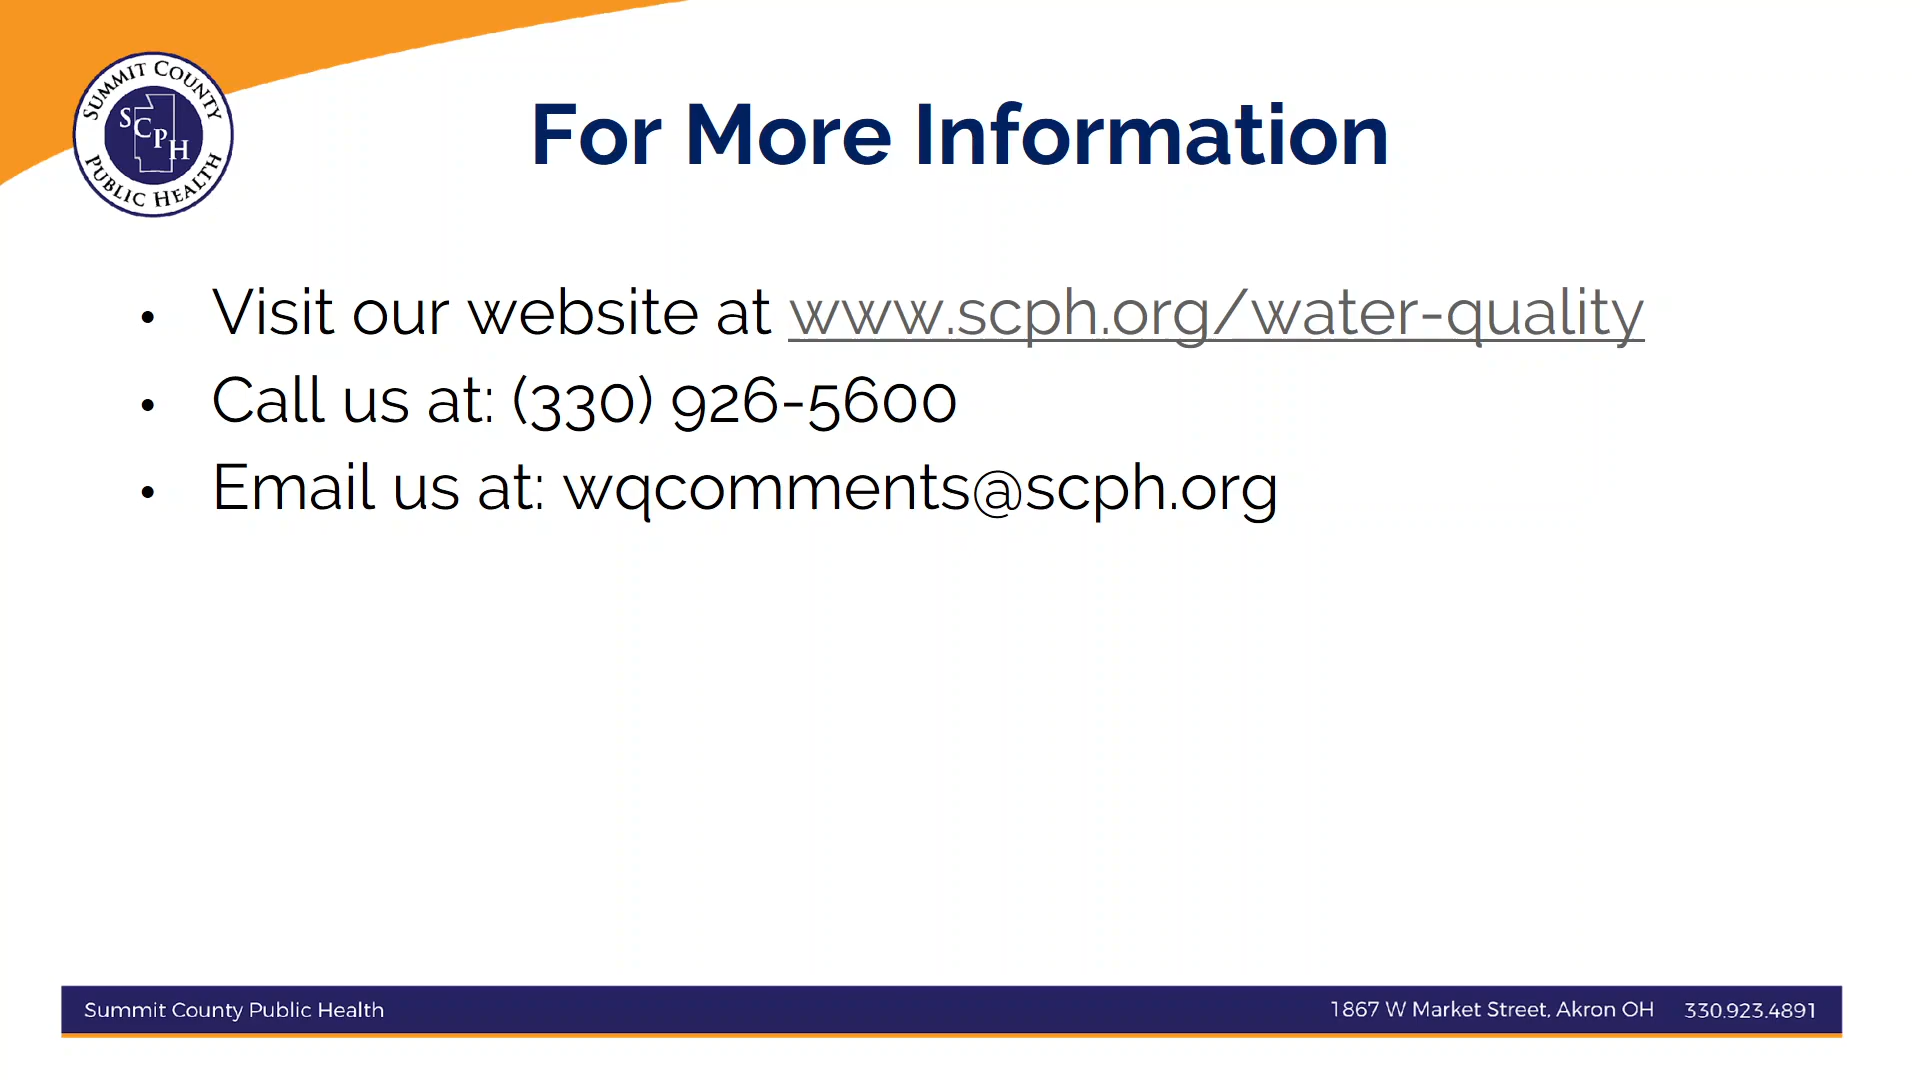 SUMMIT COUNTY
SCPH
PUBLIC HEALTH
For More Information
• Visit our website at www.scph.org/water-quality
• Call us at: (330) 926-5600
• Email us at: wqcomments@scph.org
Summit County Public Health 1867 W Market Street, Akron OH 330.923.4891